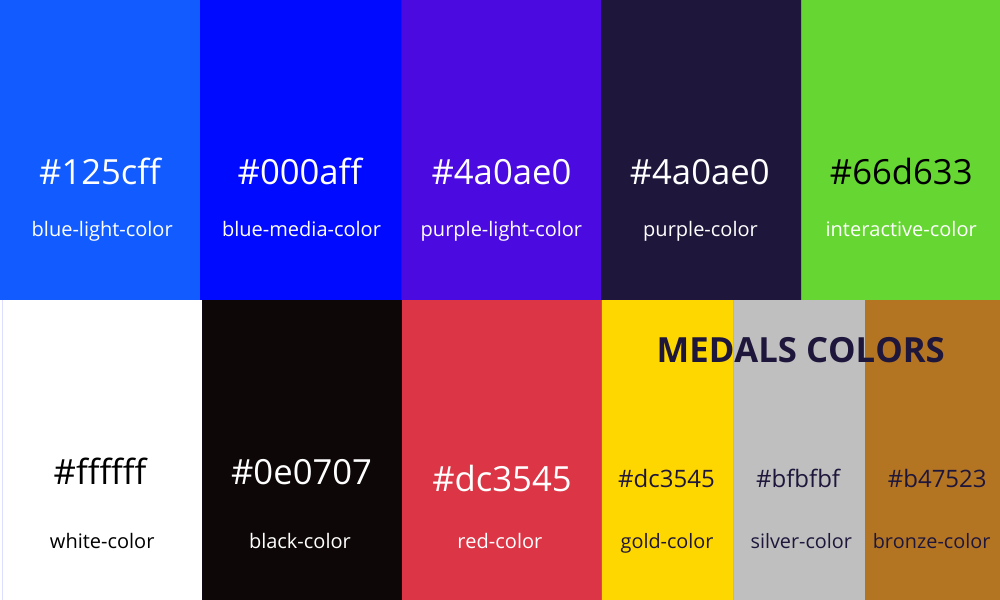 #125cff
blue-light-color
#000aff
blue-media-color
#4a0ae0
purple-light-color
#4a0ae0
purple-color
#66d633
interactive-color
#ffffff
white-color
#0e0707
black-color
#dc3545
red-color
MEDALS COLORS
#dc3545
gold-color
#bfbfbf
silver-color
#b47523
bronze-color